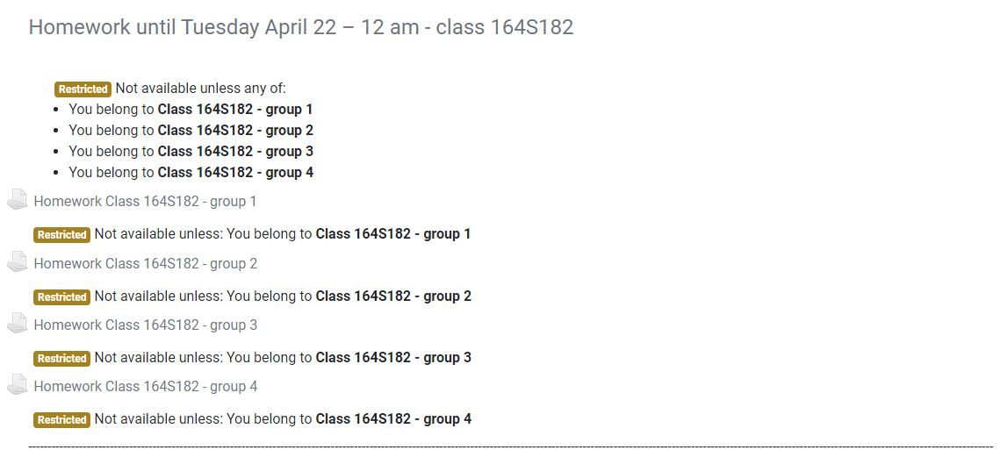 Homework until Tuesday April 22 – 12 am - class 164S182
Restricted Not available unless any of:
• You belong to Class 164S182 - group 1
• You belong to Class 164S182 - group 2
• You belong to Class 164S182 - group 3
• You belong to Class 164S182 - group 4
Homework Class 164S182 - group 1
Restricted Not available unless: You belong to Class 164S182 - group 1
Homework Class 164S182 - group 2
Restricted Not available unless: You belong to Class 164S182 - group 2
Homework Class 164S182 - group 3
Restricted Not available unless: You belong to Class 164S182 - group 3
Homework Class 164S182 - group 4
Restricted Not available unless: You belong to Class 164S182 - group 4